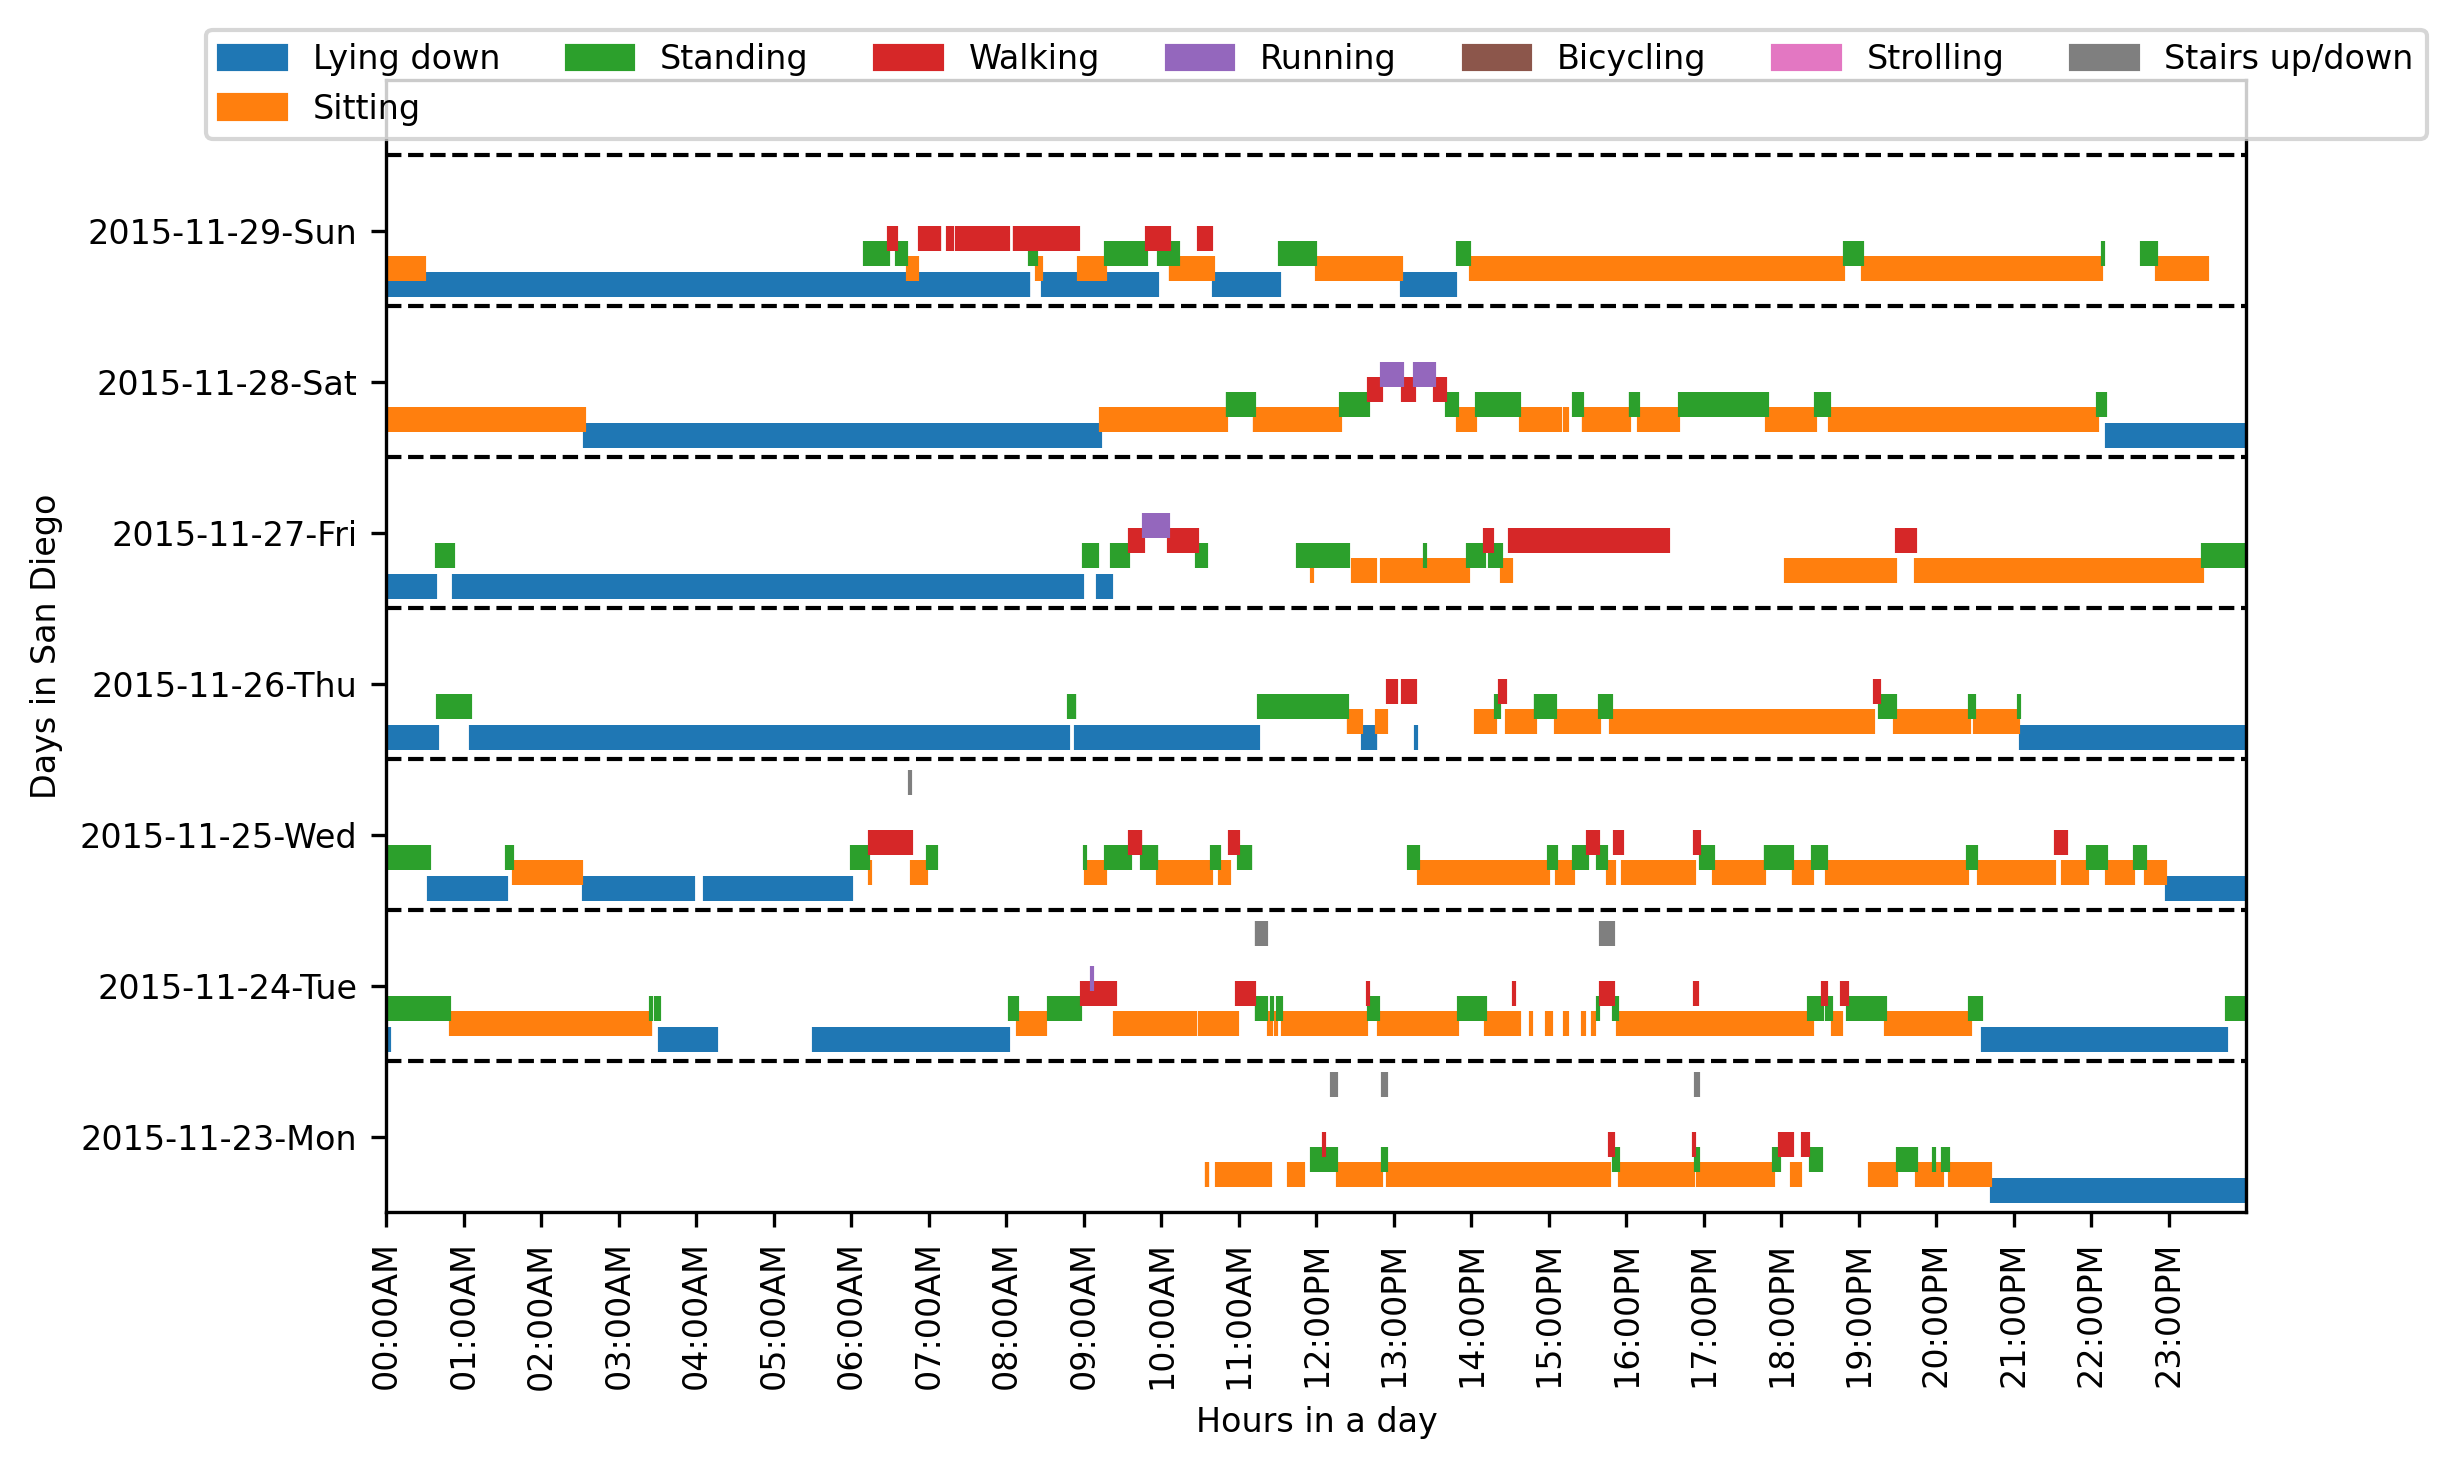 Lying down Standing Walking Running Bicycling Strolling Stairs up/down
Sitting
Days in San Diego
2015-11-29-Sun
2015-11-28-Sat
2015-11-27-Fri
2015-11-26-Thu
2015-11-25-Wed
2015-11-24-Tue
2015-11-23-Mon
00:00AM
01:00AM
02:00AM
03:00AM
04:00AM
05:00AM
06:00AM
07:00AM
08:00AM
09:00AM
10:00AM
11:00AM
12:00PM
13:00PM
14:00PM
15:00PM
16:00PM
17:00PM
18:00PM
19:00PM
20:00PM
21:00PM
22:00PM
23:00PM
Hours in a day